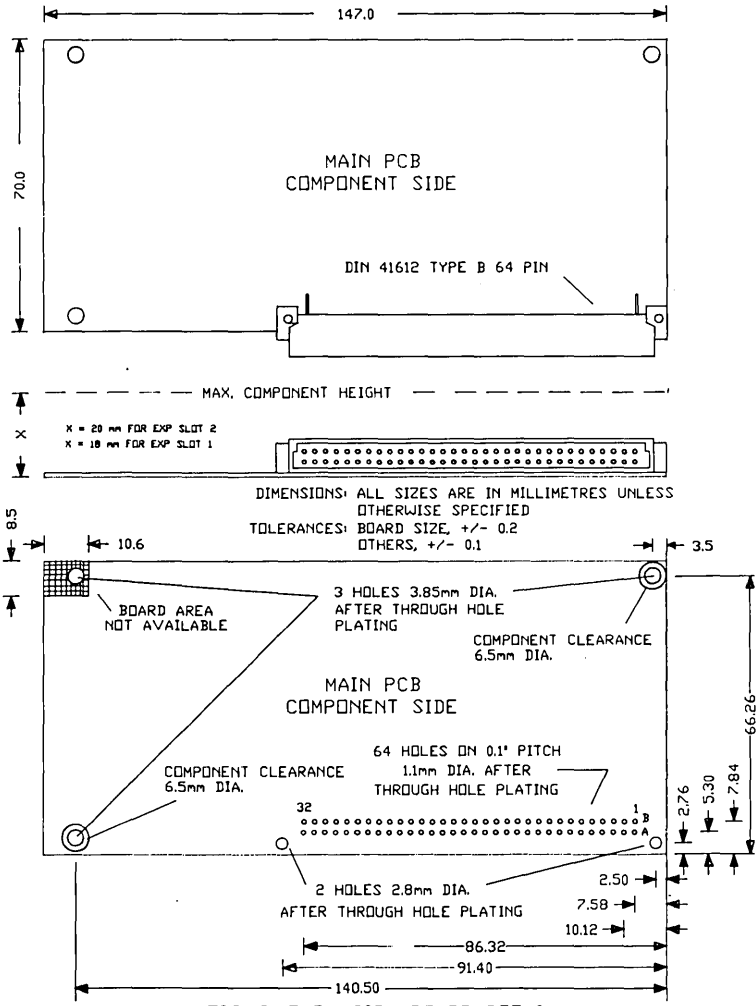 147.0
70.0
MAIN PCB
COMPONENT SIDE
DIN 41612 TYPE B 64 PIN
MAX. COMPONENT HEIGHT
X
X = 20 mm FOR EXP SLOT 2
X = 18 mm FOR EXP SLOT 1
DIMENSIONS: ALL SIZES ARE IN MILLIMETRES UNLESS
OTHERWISE SPECIFIED
TOLERANCES: BOARD SIZE, +/- 0.2
OTHERS, +/- 0.1
8.5
10.6
3.5
BOARD AREA
NOT AVAILABLE
3 HOLES 3.85mm DIA.
AFTER THROUGH HOLE
PLATING
COMPONENT CLEARANCE
6.5mm DIA.
MAIN PCB
COMPONENT SIDE
66.26
COMPONENT CLEARANCE
6.5mm DIA.
64 HOLES ON 0.1" PITCH
1.1mm DIA. AFTER
THROUGH HOLE PLATING
32
1
B
A
2.76
5.30
7.84
2 HOLES 2.8mm DIA.
AFTER THROUGH HOLE PLATING
2.50
7.58
10.12
86.32
91.40
140.50